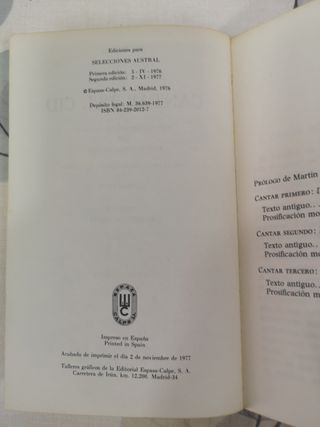 Ediciones para
SELECCIONES AUSTRAL
Primera edición: 5 - IV - 1976
Segunda edición: 2 - XI - 1977
© Espasa-Calpe, S. A., Madrid, 1976
Depósito legal: M. 36.639-1977
ISBN 84-239-2012-7
ESPASA
CALPE S.A.
Impreso en España
Printed in Spain
Acabado de imprimir el día 2 de noviembre de 1977
Talleres gráficos de la Editorial Espasa-Calpe, S. A.
Carretera de Irún, km. 12,200. Madrid-34
PRÓLOGO de Martín
CANTAR PRIMERO:
Texto antiguo..
Prosificación mo
CANTAR SEGUNDO:
Texto antiguo..
Prosificación mo
CANTAR TERCERO:
Texto antiguo..
Prosificación mo